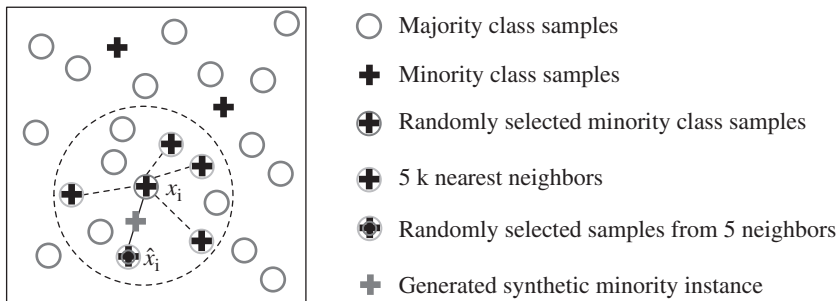 Majority class samples
Minority class samples
Randomly selected minority class samples
5 k nearest neighbors
Randomly selected samples from 5 neighbors
Generated synthetic minority instance
xi
x̂i